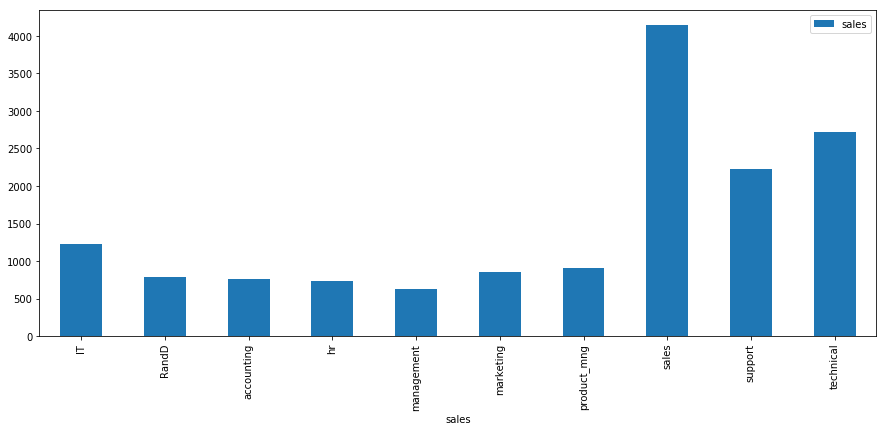 sales
4000
3500
3000
2500
2000
1500
1000
500
0
IT
RandD
accounting
hr
management
marketing
product_mng
sales
support
technical
sales